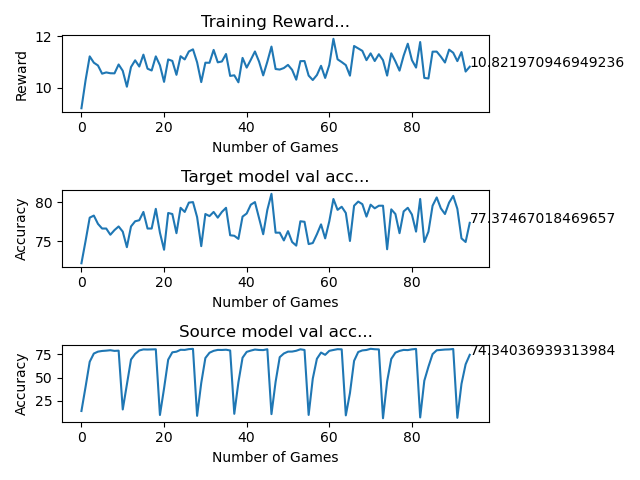 Training Reward...
12
10
Reward
10.821970946949236
0 20 40 60 80
Number of Games
Target model val acc...
80
75
Accuracy
77.37467018469657
0 20 40 60 80
Number of Games
Source model val acc...
75
50
25
Accuracy
74.34036939313984
0 20 40 60 80
Number of Games